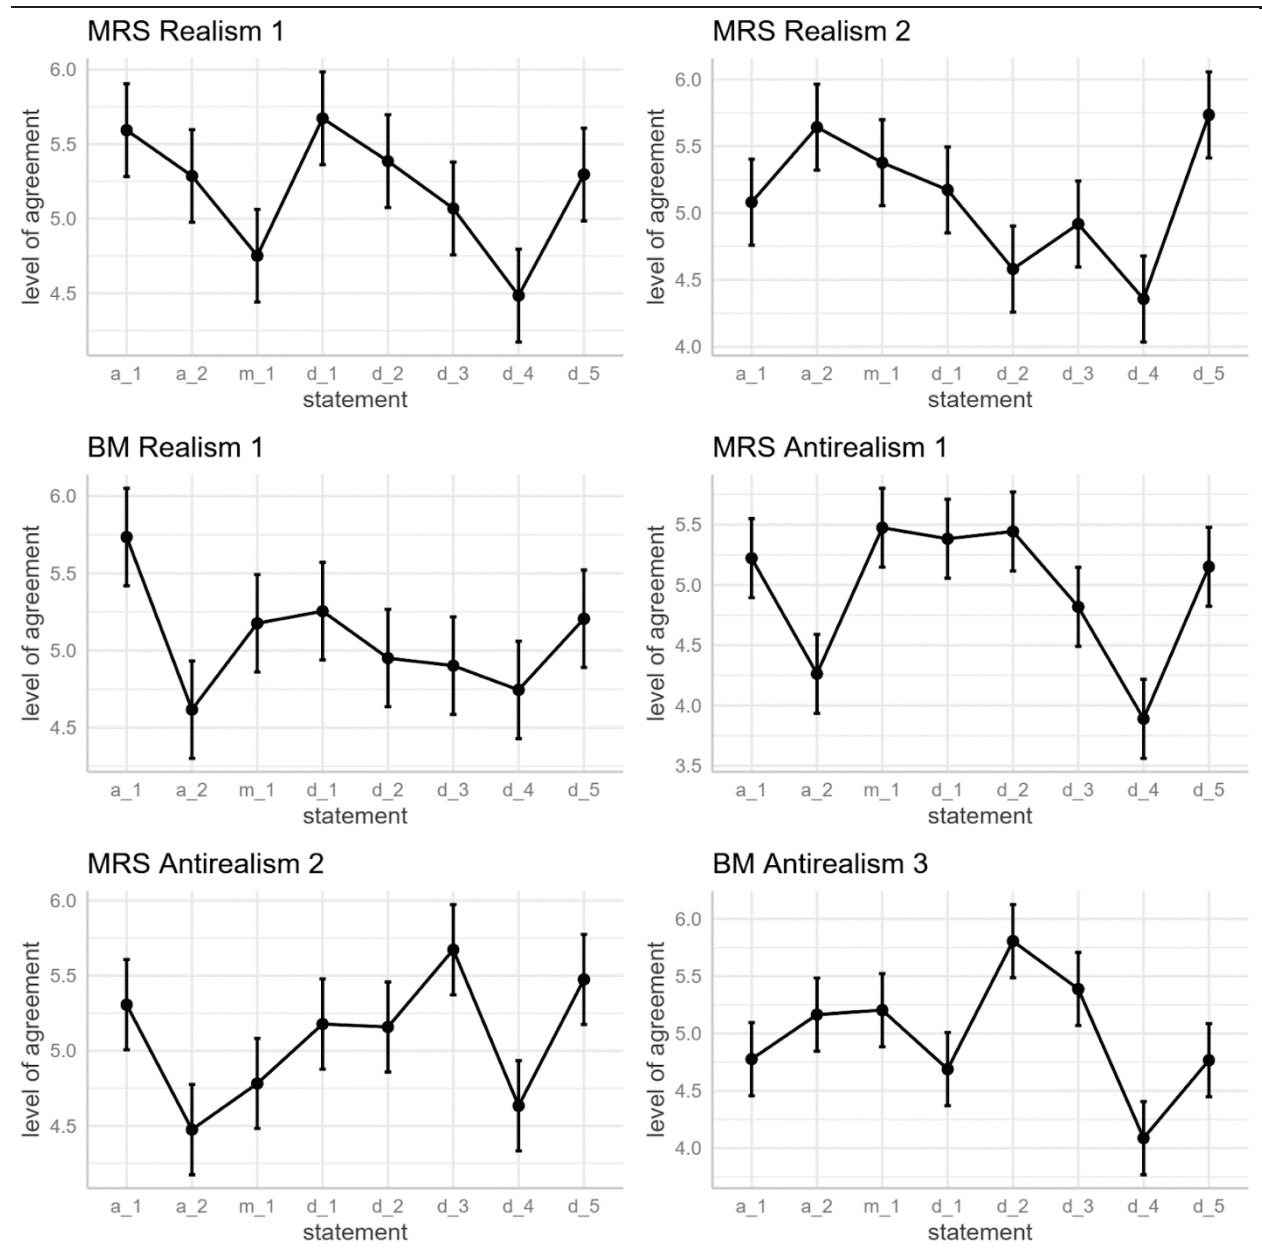 MRS Realism 1
level of agreement
6.0
5.5
5.0
4.5
a_1 a_2 m_1 d_1 d_2 d_3 d_4 d_5
statement
MRS Realism 2
level of agreement
6.0
5.5
5.0
4.5
4.0
a_1 a_2 m_1 d_1 d_2 d_3 d_4 d_5
statement
BM Realism 1
level of agreement
6.0
5.5
5.0
4.5
a_1 a_2 m_1 d_1 d_2 d_3 d_4 d_5
statement
MRS Antirealism 1
level of agreement
5.5
5.0
4.5
4.0
3.5
a_1 a_2 m_1 d_1 d_2 d_3 d_4 d_5
statement
MRS Antirealism 2
level of agreement
6.0
5.5
5.0
4.5
a_1 a_2 m_1 d_1 d_2 d_3 d_4 d_5
statement
BM Antirealism 3
level of agreement
6.0
5.5
5.0
4.5
4.0
a_1 a_2 m_1 d_1 d_2 d_3 d_4 d_5
statement